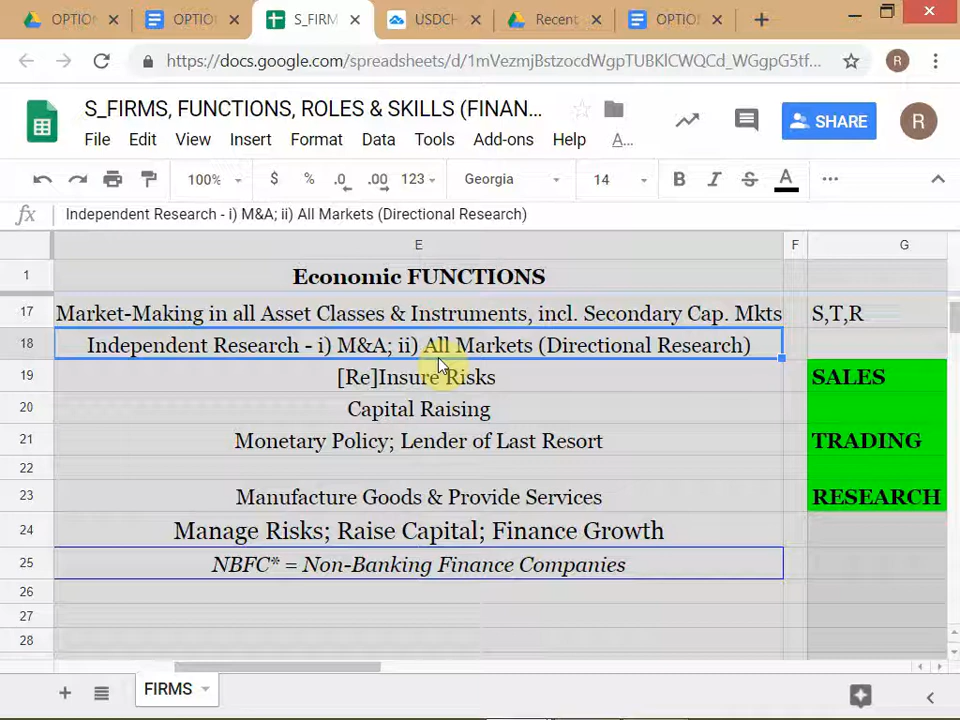 OPTIO
OPTIO
S_FIRM
USDCH
Recent
OPTIO
https://docs.google.com/spreadsheets/d/1mVezmjBstzocdWgpTUBKlCWQCd_WGgpG5tf...
R
S_FIRMS, FUNCTIONS, ROLES & SKILLS (FINAN...
File Edit View Insert Format Data Tools Add-ons Help A...
SHARE
R
100% $ % .0 .00 123 Georgia 14 B I S A
fx Independent Research - i) M&A; ii) All Markets (Directional Research)
E F G
1 Economic FUNCTIONS
17 Market-Making in all Asset Classes & Instruments, incl. Secondary Cap. Mkts S,T,R
18 Independent Research - i) M&A; ii) All Markets (Directional Research)
19 [Re]Insure Risks SALES
20 Capital Raising
21 Monetary Policy; Lender of Last Resort TRADING
22
23 Manufacture Goods & Provide Services RESEARCH
24 Manage Risks; Raise Capital; Finance Growth
25 NBFC* = Non-Banking Finance Companies
26
27
28
FIRMS